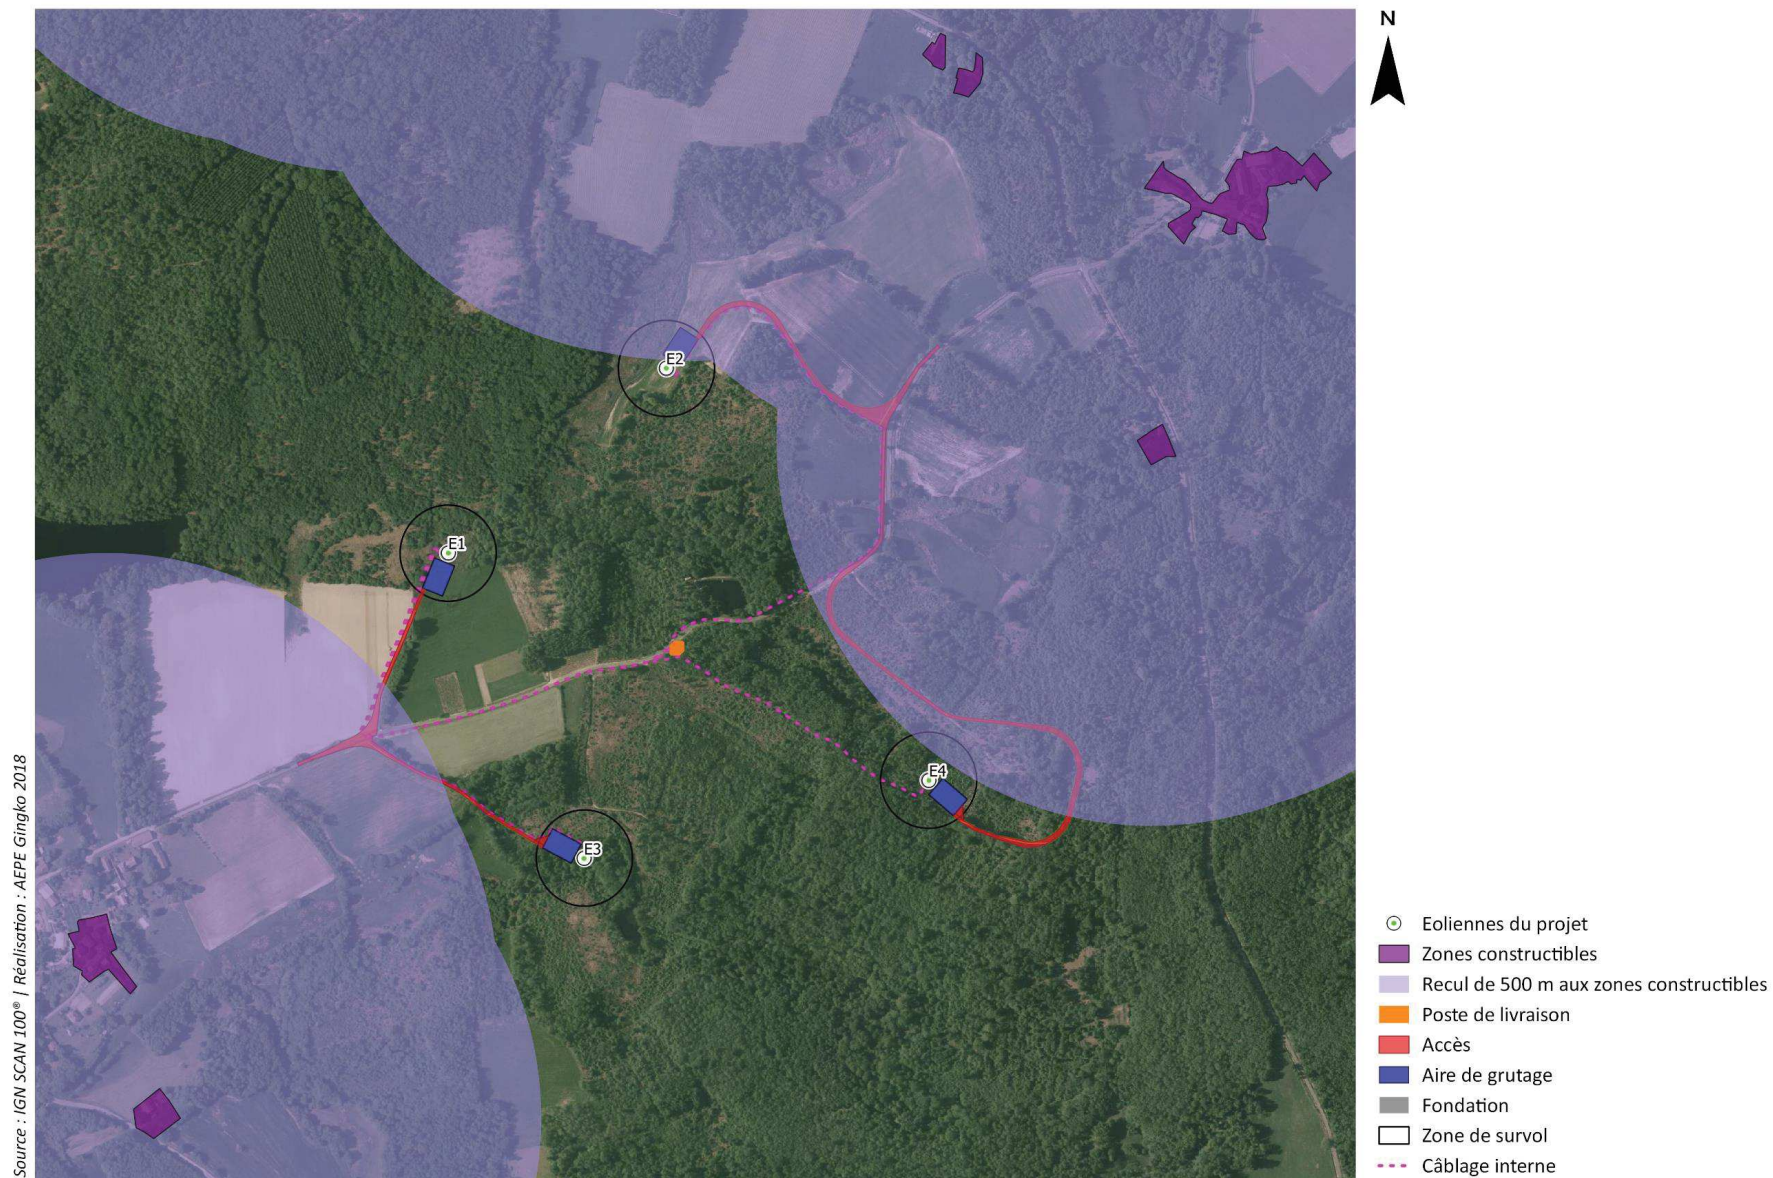 N
E2
E1
E4
E3
Source : IGN SCAN 100® | Réalisation : AEPE Gingko 2018
Eoliennes du projet
Zones constructibles
Recul de 500 m aux zones constructibles
Poste de livraison
Accès
Aire de grutage
Fondation
Zone de survol
Câblage interne